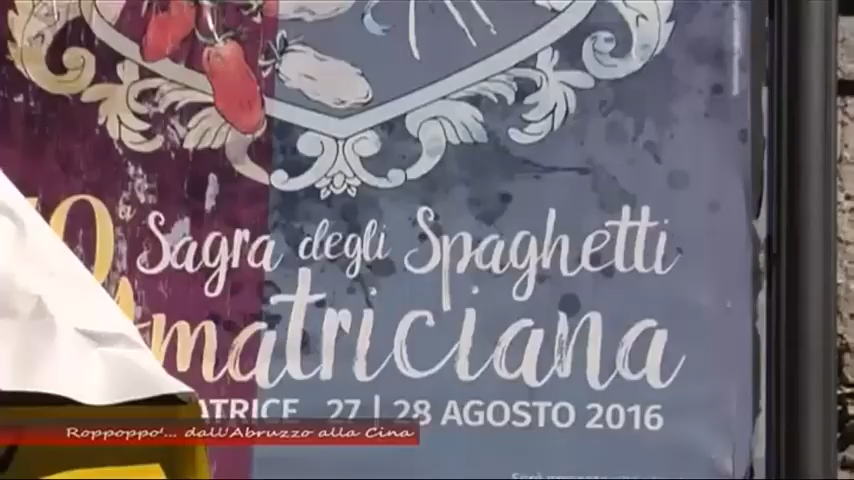 a Sagra degli Spaghetti
matriciana
ATRICE 27 | 28 AGOSTO 2016
Roppoppo'... dall'Abruzzo alla Cina